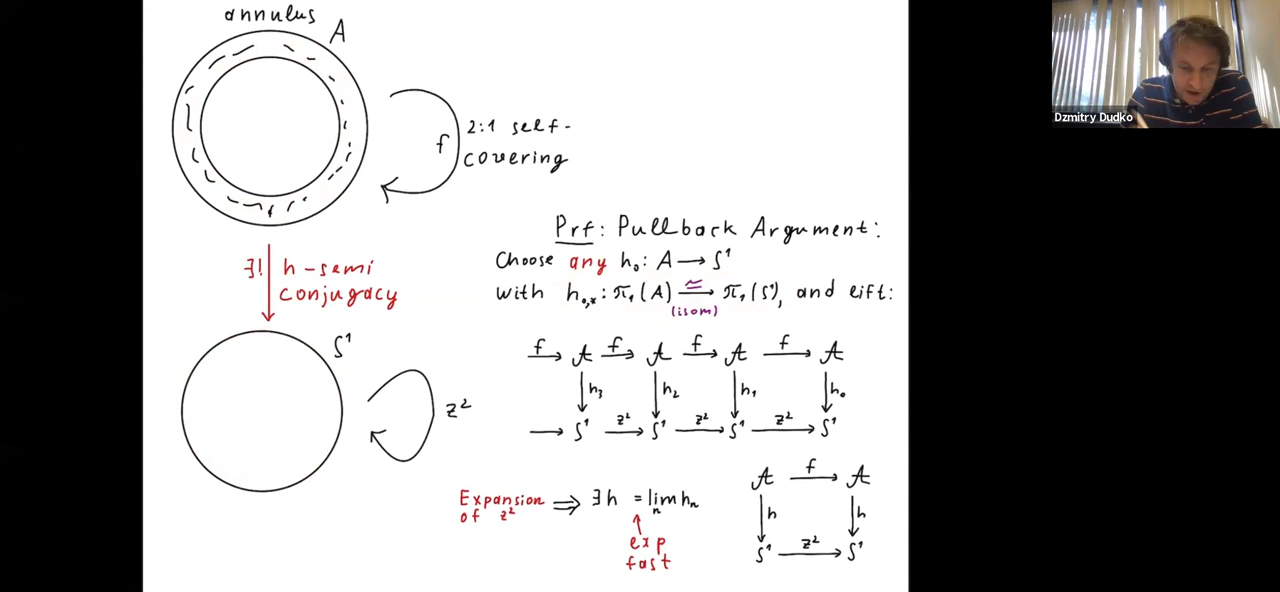 annulus
A
f
2:1 self-
covering
∃! h-semi
conjugacy
S¹
z²
Prf: Pullback Argument:
Choose any h₀: A → S¹
with h₀,*: π₁(A) ≃→ π₁(S¹), and lift:
(isom)
f→ A f→ A f→ A f→ A
h₃ h₂ h₁ h₀
→ S¹ z²→ S¹ z²→ S¹ z²→ S¹
Expansion
of z²
⇒ ∃ h = lim hₙ
n
exp
fast
A f→ A
h h
S¹ z²→ S¹
Dzmitry Dudko